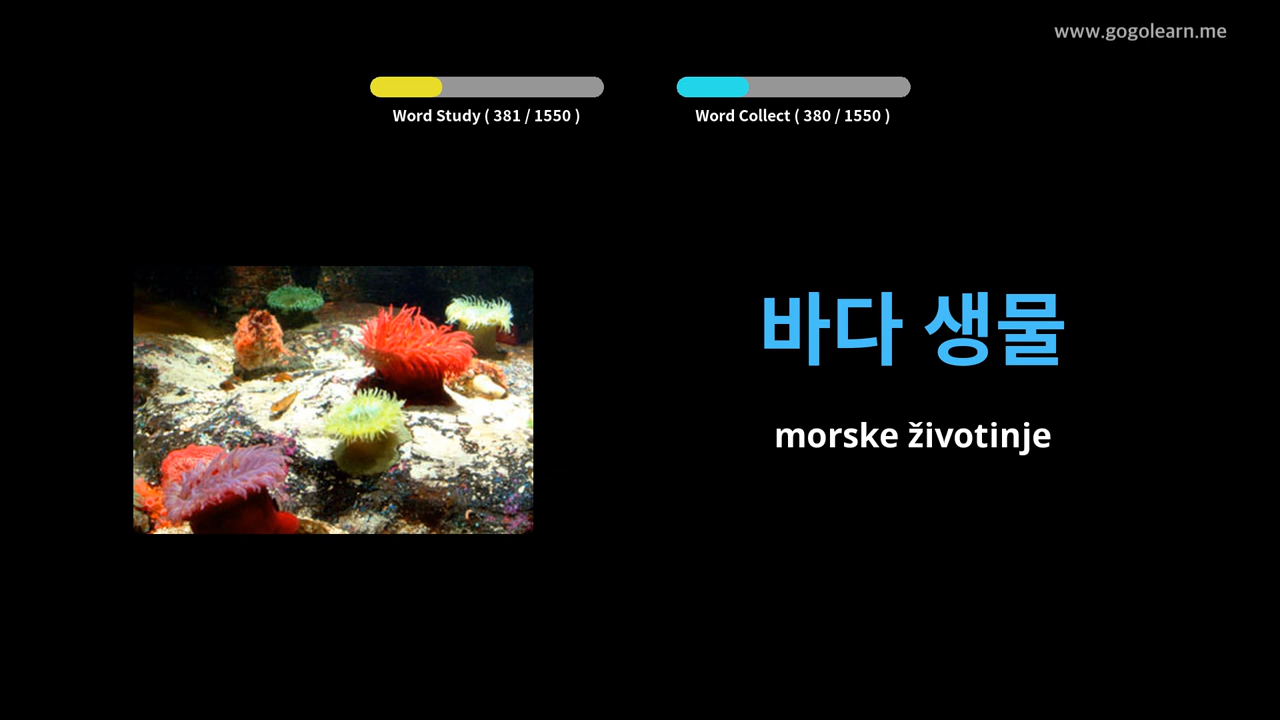 www.gogolearn.me
Word Study ( 381 / 1550 )
Word Collect ( 380 / 1550 )
바다 생물
morske životinje